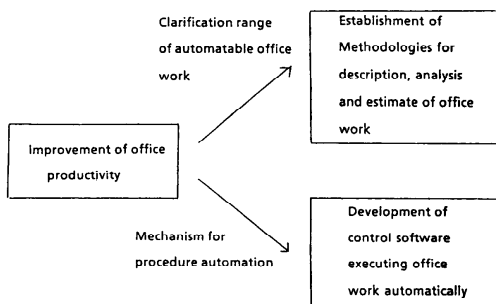 Clarification range
of automatable office
work
Establishment of
Methodologies for
description, analysis
and estimate of office
work
Improvement of office
productivity
Mechanism for
procedure automation
Development of
control software
executing office
work automatically